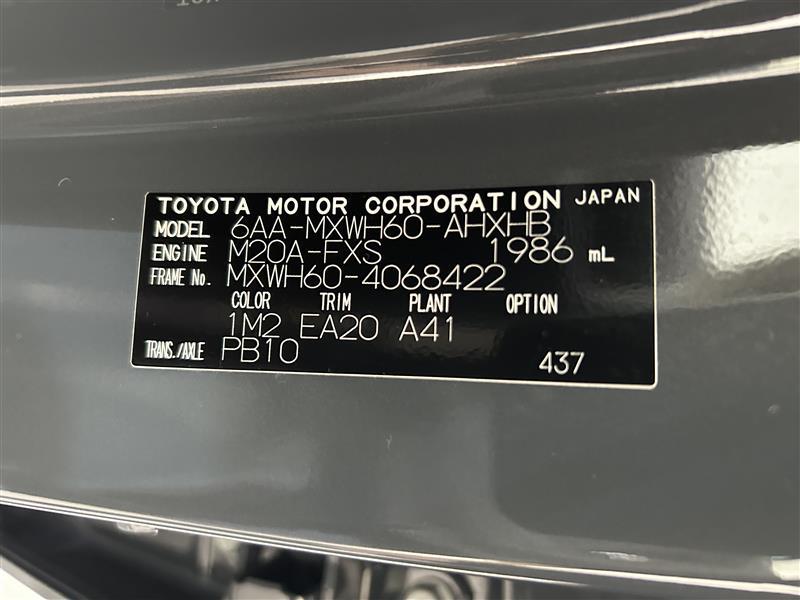 TOYOTA MOTOR CORPORATION JAPAN
MODEL 6AA-MXWH60-AHXHB
ENGINE M20A-FXS 1986 mL
FRAME No. MXWH60-4068422
COLOR TRIM PLANT OPTION
1M2 EA20 A41
TRANS./AXLE PB10 437